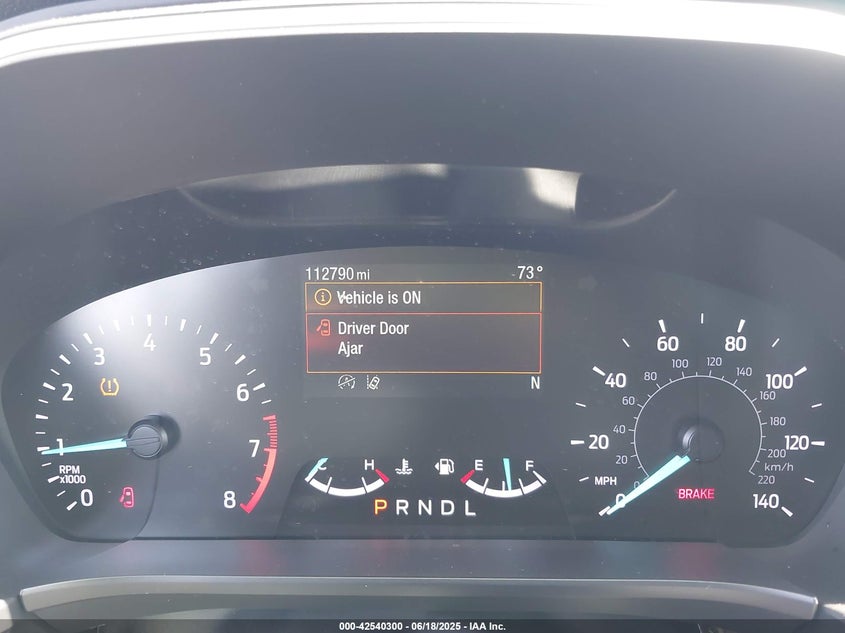 112790 mi 73°
Vehicle is ON
Driver Door
Ajar
N
0 1 2 3 4 5 6 7 8
RPM
x1000
C H
E F
P R N D L
0 20 40 60 80 100 120 140
MPH
0 20 40 60 80 100 120 140 160 180 200 220
km/h
BRAKE
000-42540300 - 06/18/2025 - IAA Inc.